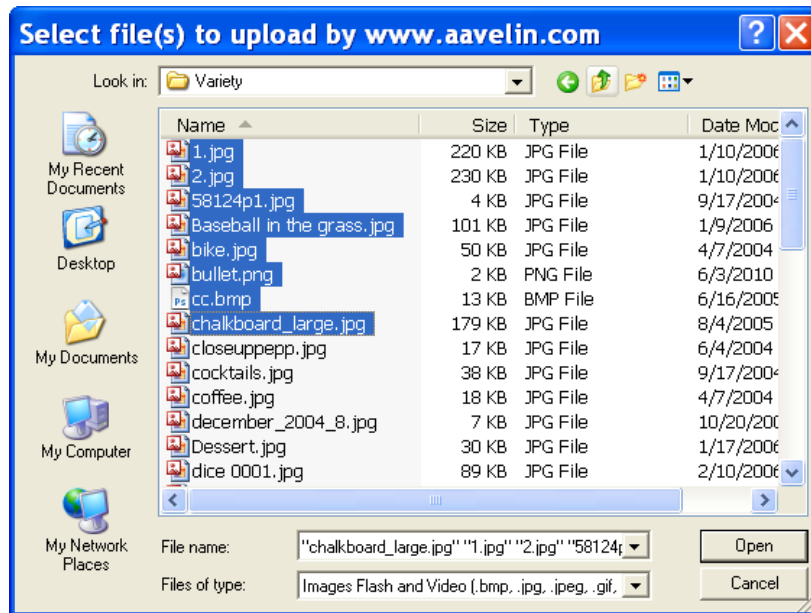 Select file(s) to upload by www.aavelin.com
Look in: Variety
Name Size Type Date Mod
1.jpg 220 KB JPG File 1/10/2006
2.jpg 230 KB JPG File 1/10/2006
58124p1.jpg 4 KB JPG File 9/17/2004
Baseball in the grass.jpg 101 KB JPG File 1/9/2006
bike.jpg 50 KB JPG File 4/7/2004
bullet.png 2 KB PNG File 6/3/2010
cc.bmp 13 KB BMP File 6/16/2005
chalkboard_large.jpg 179 KB JPG File 8/4/2005
closeuppepp.jpg 17 KB JPG File 6/4/2004
cocktails.jpg 38 KB JPG File 9/17/2004
coffee.jpg 18 KB JPG File 4/7/2004
december_2004_8.jpg 7 KB JPG File 10/20/200
Dessert.jpg 30 KB JPG File 1/17/2006
dice 0001.jpg 89 KB JPG File 2/10/2006
My Recent
Documents
Desktop
My Documents
My Computer
My Network
Places
File name: "chalkboard_large.jpg" "1.jpg" "2.jpg" "58124p Open
Files of type: Images Flash and Video (.bmp, .jpg, .jpeg, .gif, Cancel